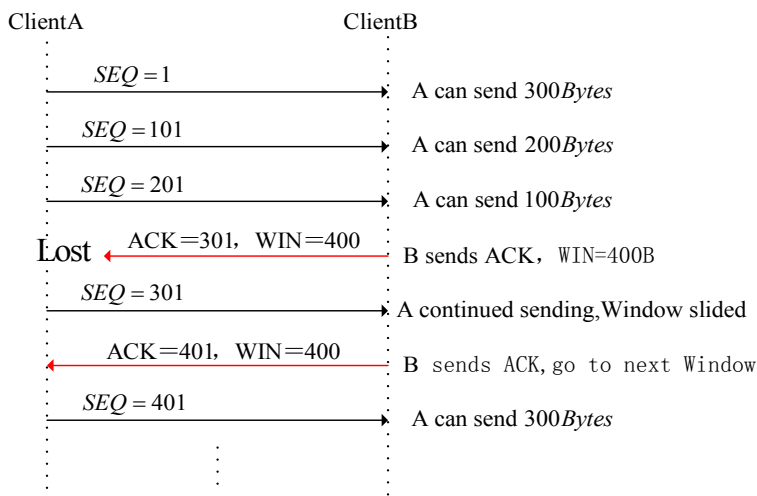 ClientA ClientB
SEQ = 1 A can send 300Bytes
SEQ = 101 A can send 200Bytes
SEQ = 201 A can send 100Bytes
Lost ACK＝301， WIN＝400 B sends ACK， WIN=400B
SEQ = 301 A continued sending,Window slided
ACK＝401， WIN＝400 B sends ACK,go to next Window
SEQ = 401 A can send 300Bytes